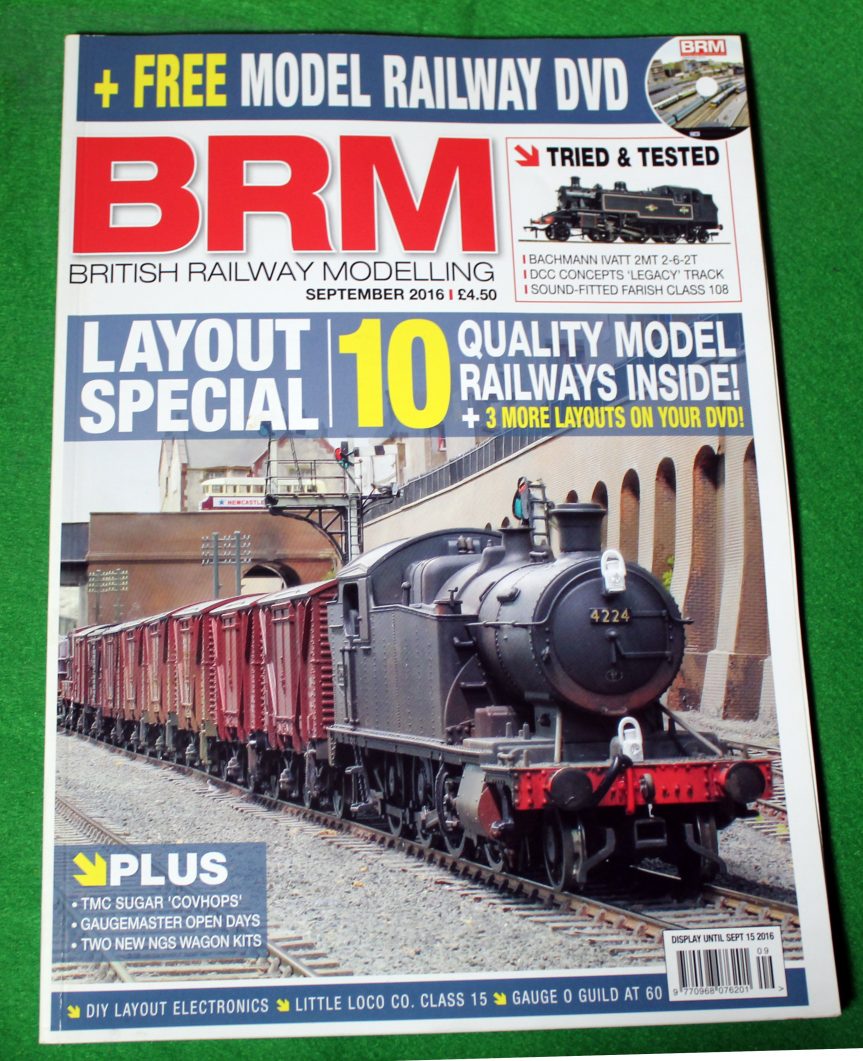 + FREE MODEL RAILWAY DVD
BRM
BRM
BRITISH RAILWAY MODELLING
SEPTEMBER 2016 I £4.50
TRIED & TESTED
BACHMANN IVATT 2MT 2-6-2T
DCC CONCEPTS 'LEGACY' TRACK
SOUND-FITTED FARISH CLASS 108
LAYOUT
SPECIAL
10
QUALITY MODEL
RAILWAYS INSIDE!
+ 3 MORE LAYOUTS ON YOUR DVD!
NEWCASTLE
4224
PLUS
• TMC SUGAR 'COVHOPS'
• GAUGEMASTER OPEN DAYS
• TWO NEW NGS WAGON KITS
DISPLAY UNTIL SEPT 15 2016
09
9 770968 076201 >
DIY LAYOUT ELECTRONICS LITTLE LOCO CO. CLASS 15 GAUGE O GUILD AT 60